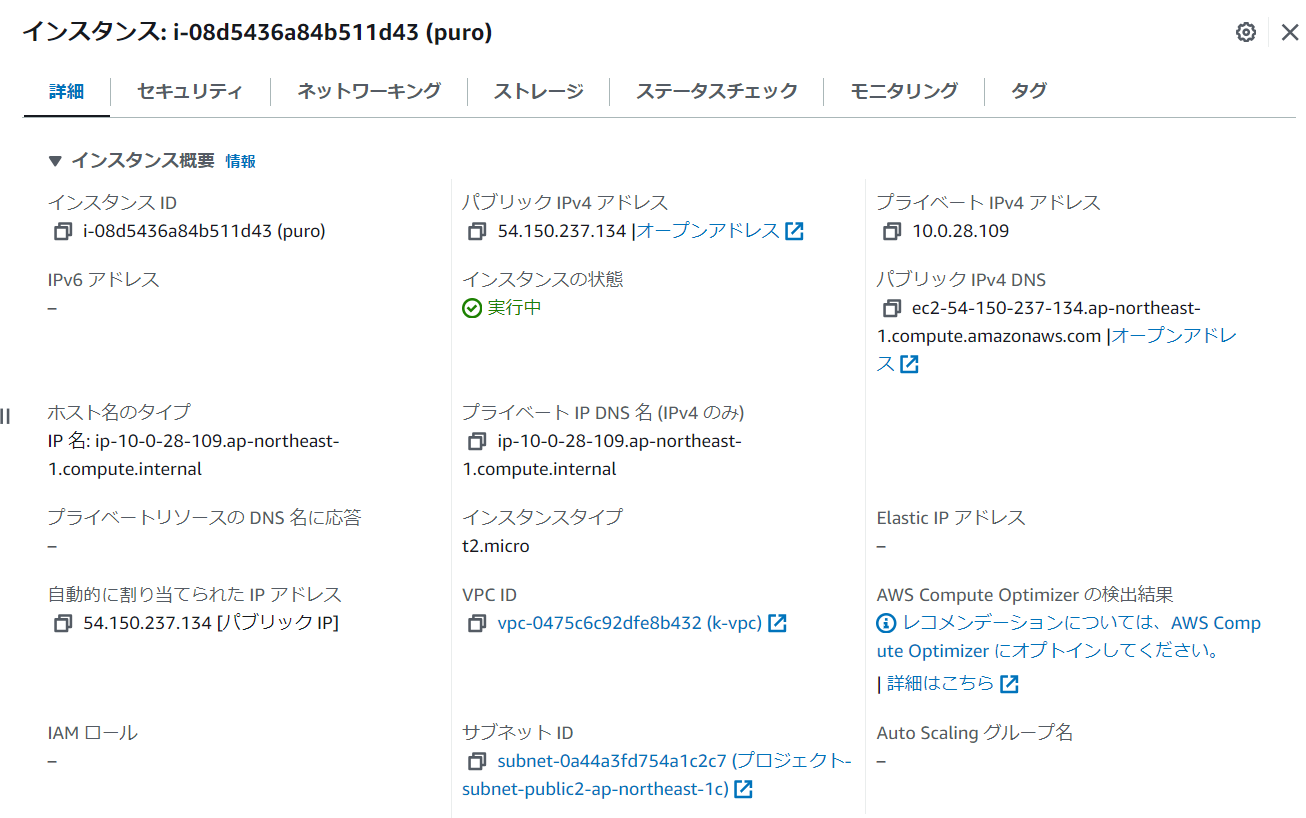 インスタンス: i-08d5436a84b511d43 (puro)
詳細
セキュリティ
ネットワーキング
ストレージ
ステータスチェック
モニタリング
タグ
▼ インスタンス概要 情報
インスタンス ID
i-08d5436a84b511d43 (puro)
パブリック IPv4 アドレス
54.150.237.134 |オープンアドレス
プライベート IPv4 アドレス
10.0.28.109
IPv6 アドレス
–
インスタンスの状態
実行中
パブリック IPv4 DNS
ec2-54-150-237-134.ap-northeast-
1.compute.amazonaws.com |オープンアドレ
ス
ホスト名のタイプ
IP 名: ip-10-0-28-109.ap-northeast-
1.compute.internal
プライベート IP DNS 名 (IPv4 のみ)
ip-10-0-28-109.ap-northeast-
1.compute.internal
プライベートリソースの DNS 名に応答
–
インスタンスタイプ
t2.micro
Elastic IP アドレス
–
自動的に割り当てられた IP アドレス
54.150.237.134 [パブリック IP]
VPC ID
vpc-0475c6c92dfe8b432 (k-vpc)
AWS Compute Optimizer の検出結果
レコメンデーションについては、AWS Comp
ute Optimizer にオプトインしてください。
| 詳細はこちら
IAM ロール
–
サブネット ID
subnet-0a44a3fd754a1c2c7 (プロジェクト-
subnet-public2-ap-northeast-1c)
Auto Scaling グループ名
–